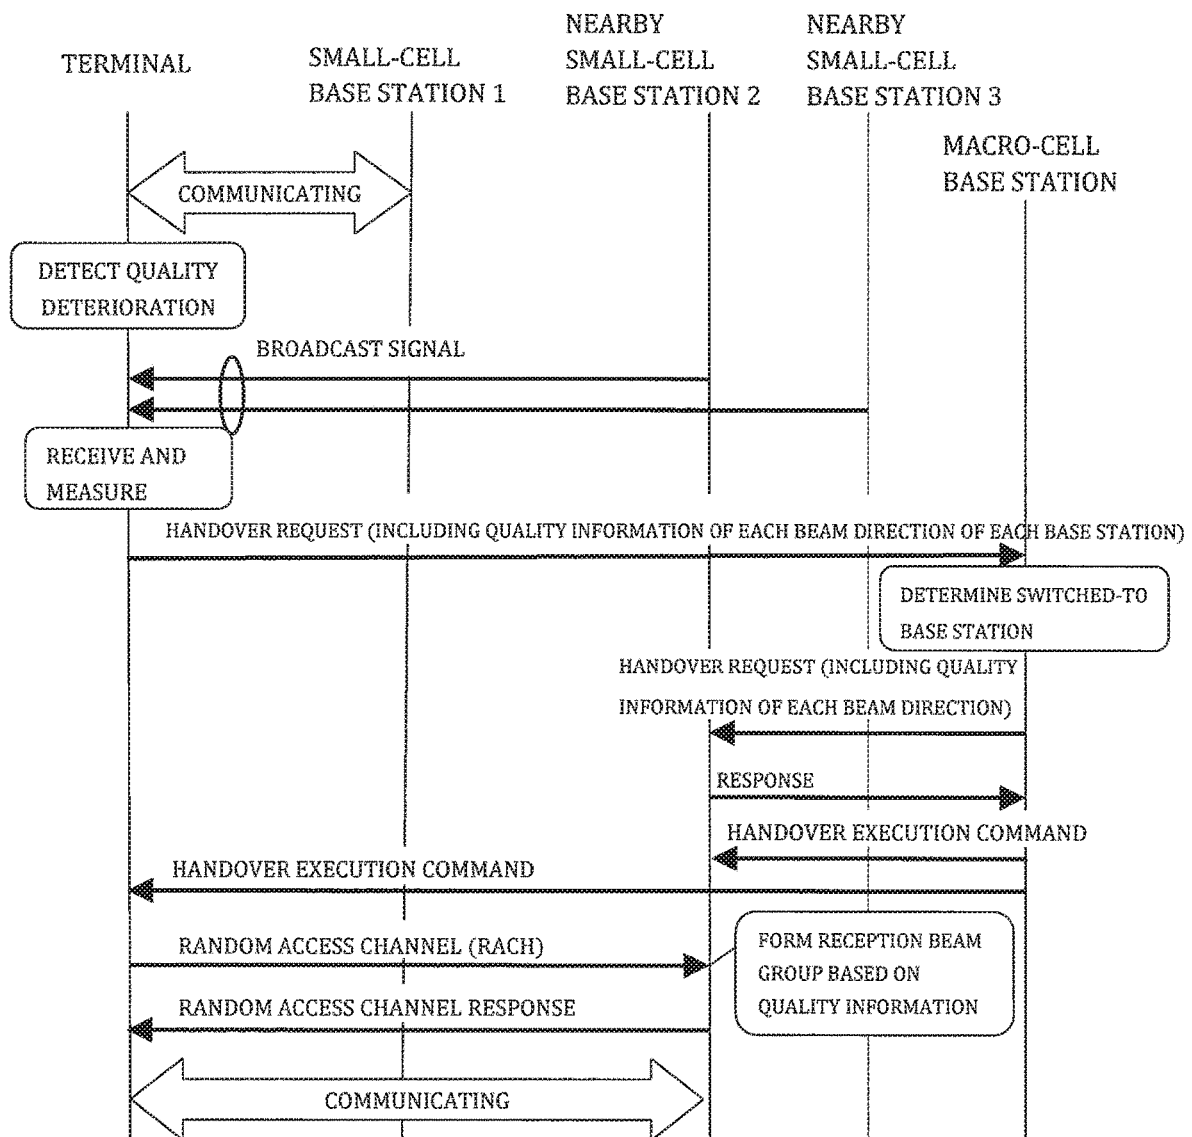 TERMINAL
SMALL-CELL
BASE STATION 1
NEARBY
SMALL-CELL
BASE STATION 2
NEARBY
SMALL-CELL
BASE STATION 3
MACRO-CELL
BASE STATION
COMMUNICATING
DETECT QUALITY
DETERIORATION
BROADCAST SIGNAL
RECEIVE AND
MEASURE
HANDOVER REQUEST (INCLUDING QUALITY INFORMATION OF EACH BEAM DIRECTION OF EACH BASE STATION)
DETERMINE SWITCHED-TO
BASE STATION
HANDOVER REQUEST (INCLUDING QUALITY
INFORMATION OF EACH BEAM DIRECTION)
RESPONSE
HANDOVER EXECUTION COMMAND
HANDOVER EXECUTION COMMAND
RANDOM ACCESS CHANNEL (RACH)
FORM RECEPTION BEAM
GROUP BASED ON
QUALITY INFORMATION
RANDOM ACCESS CHANNEL RESPONSE
COMMUNICATING